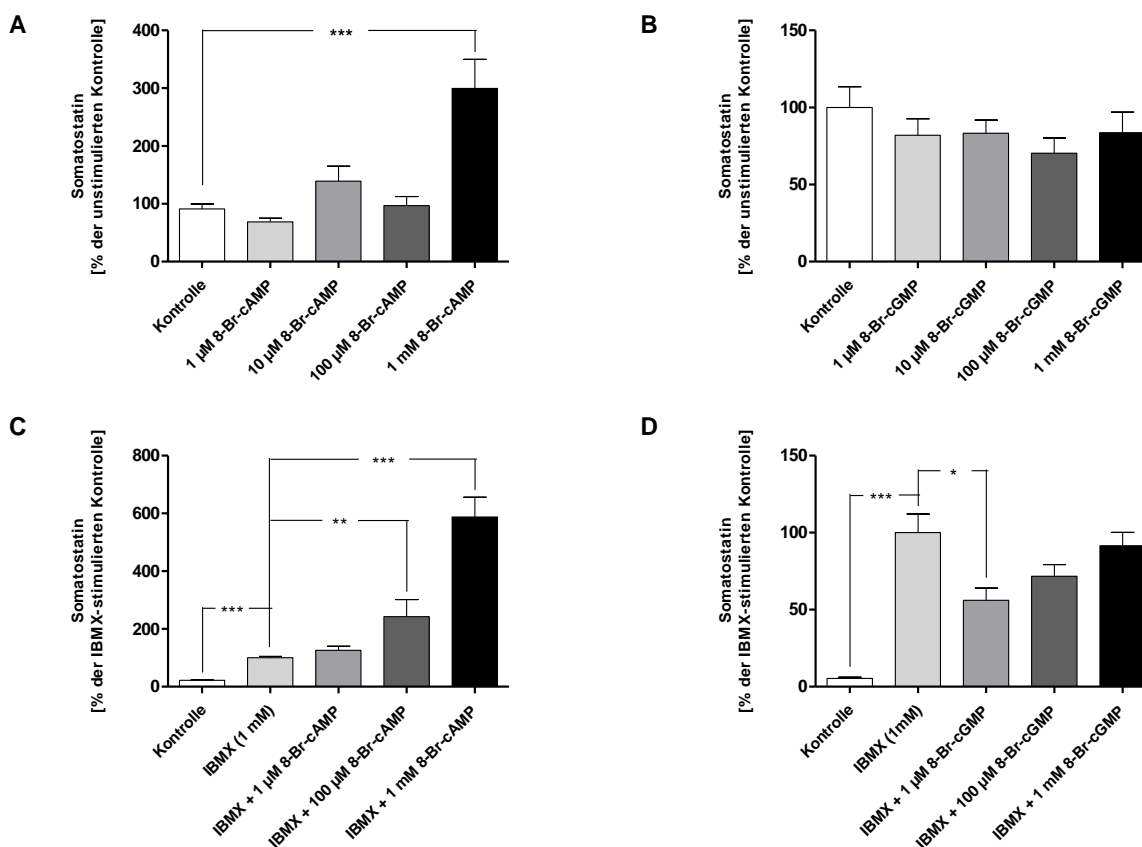 A
Somatostatin
[% der unstimulierten Kontrolle]
400
300
200
100
0
***
Kontrolle
1 µM 8-Br-cAMP
10 µM 8-Br-cAMP
100 µM 8-Br-cAMP
1 mM 8-Br-cAMP
B
Somatostatin
[% der unstimulierten Kontrolle]
150
100
50
0
Kontrolle
1 µM 8-Br-cGMP
10 µM 8-Br-cGMP
100 µM 8-Br-cGMP
1 mM 8-Br-cGMP
C
Somatostatin
[% der IBMX-stimulierten Kontrolle]
800
600
400
200
0
***
**
***
Kontrolle
IBMX (1 mM)
IBMX + 1 µM 8-Br-cAMP
IBMX + 100 µM 8-Br-cAMP
IBMX + 1 mM 8-Br-cAMP
D
Somatostatin
[% der IBMX-stimulierten Kontrolle]
150
100
50
0
*
***
Kontrolle
IBMX (1mM)
IBMX + 1 µM 8-Br-cGMP
IBMX + 100 µM 8-Br-cGMP
IBMX + 1 mM 8-Br-cGMP